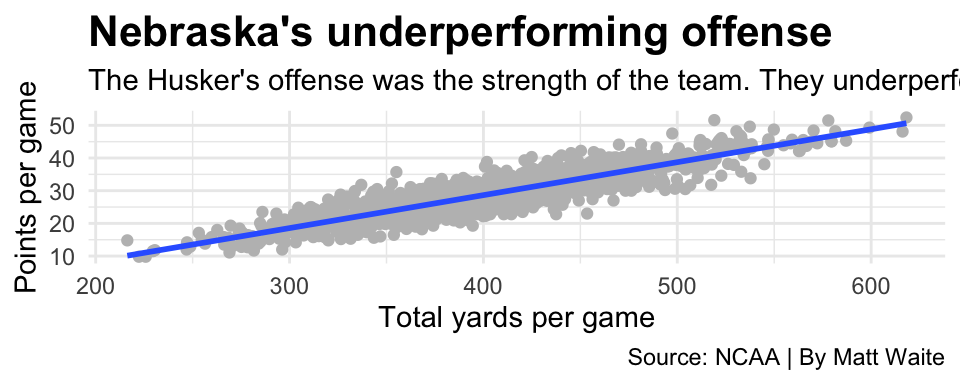 Nebraska's underperforming offense
The Husker's offense was the strength of the team. They
Points per game
50
40
30
20
10
200 300 400 500 600
Total yards per game
Source: NCAA | By Matt Waite